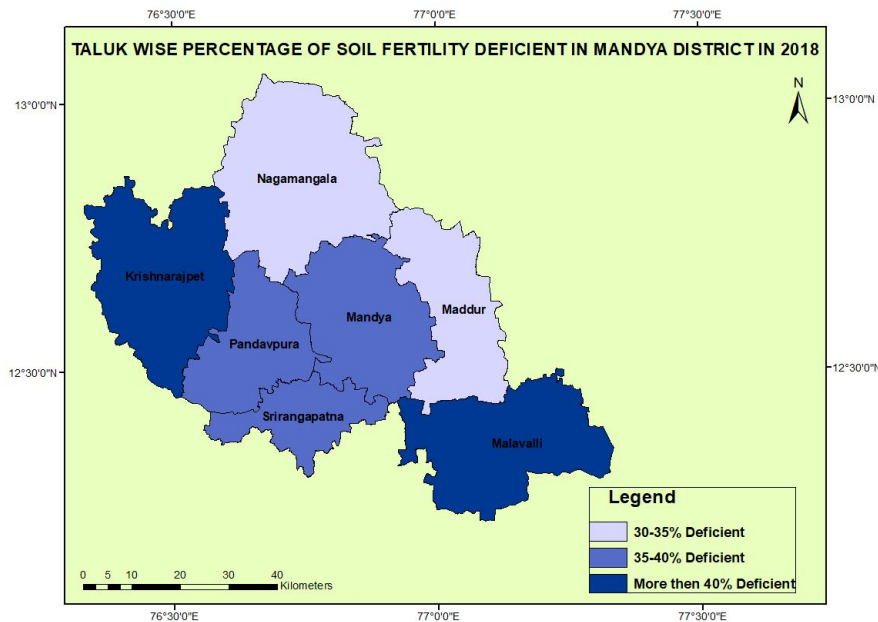 76°30'0"E 77°0'0"E 77°30'0"E
TALUK WISE PERCENTAGE OF SOIL FERTILITY DEFICIENT IN MANDYA DISTRICT IN 2018
N
13°0'0"N 13°0'0"N
Nagamangala
Krishnarajpet
Maddur
Mandya
Pandavpura
12°30'0"N 12°30'0"N
Srirangapatna
Malavalli
Legend
30-35% Deficient
35-40% Deficient
More then 40% Deficient
0 5 10 20 30 40
Kilometers
76°30'0"E 77°0'0"E 77°30'0"E